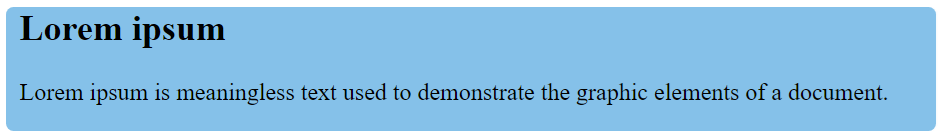 Lorem ipsum
Lorem ipsum is meaningless text used to demonstrate the graphic elements of a document.